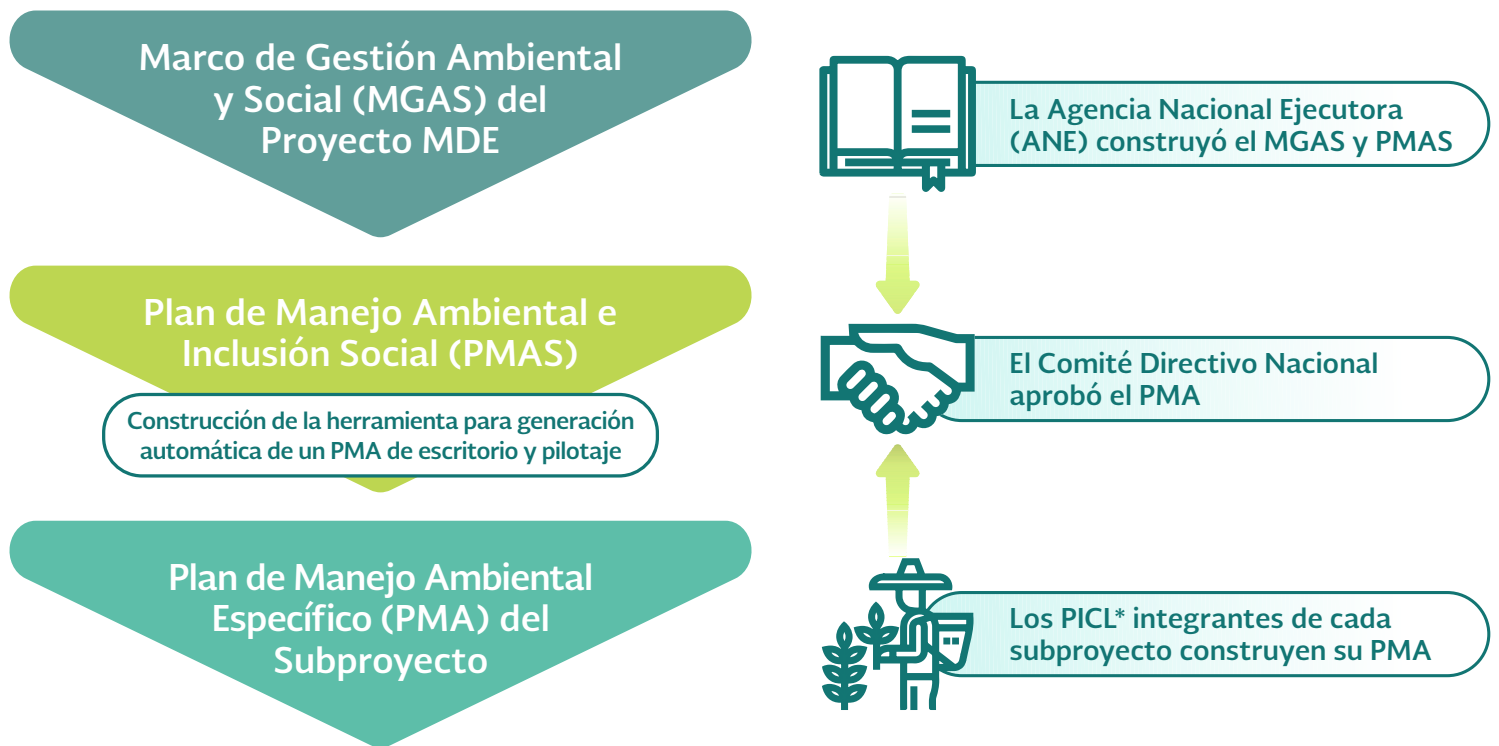 Marco de Gestión Ambiental
y Social (MGAS) del
Proyecto MDE
La Agencia Nacional Ejecutora
(ANE) construyó el MGAS y PMAS
Plan de Manejo Ambiental e
Inclusión Social (PMAS)
Construcción de la herramienta para generación
automática de un PMA de escritorio y pilotaje
El Comité Directivo Nacional
aprobó el PMA
Plan de Manejo Ambiental
Específico (PMA) del
Subproyecto
Los PICL* integrantes de cada
subproyecto construyen su PMA